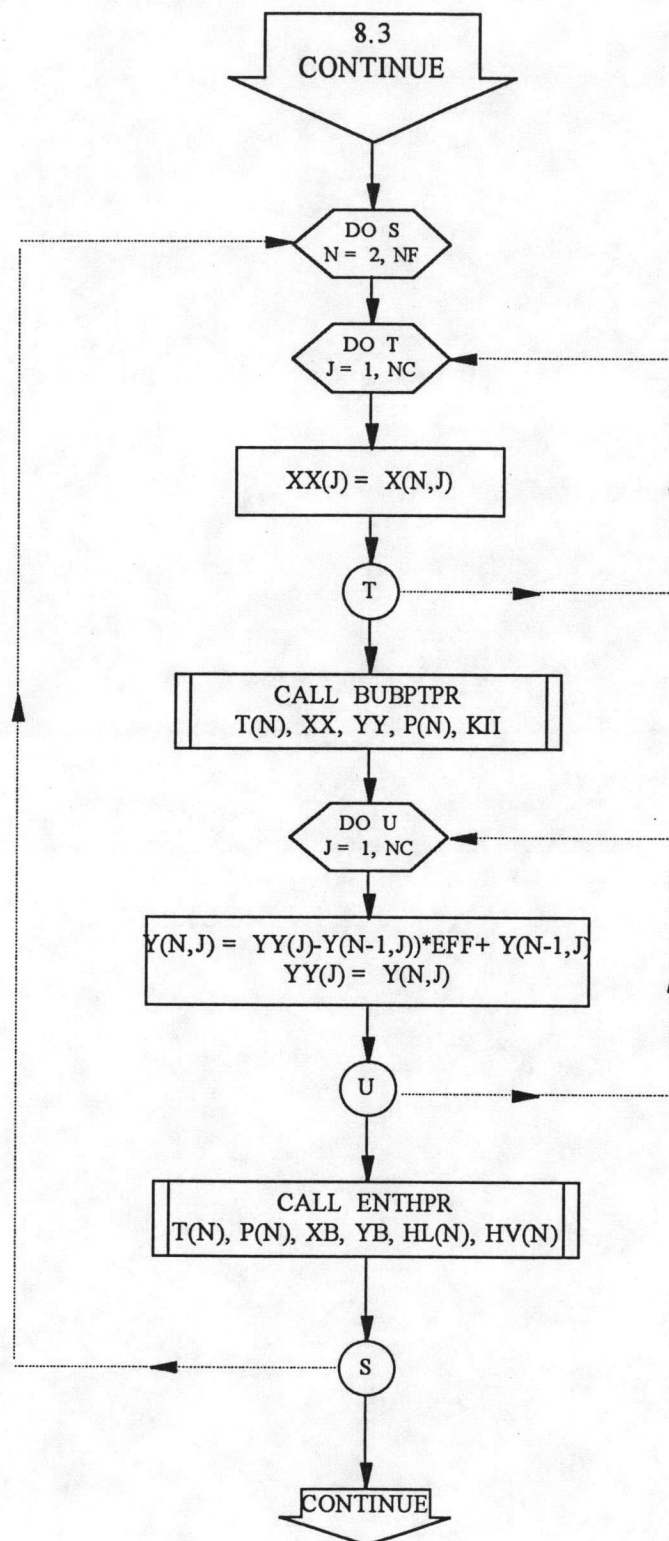 8.3
CONTINUE
DO S
N = 2, NF
DO T
J = 1, NC
XX(J) = X(N,J)
T
CALL BUBPTPR
T(N), XX, YY, P(N), KII
DO U
J = 1, NC
Y(N,J) = YY(J)-Y(N-1,J))*EFF+ Y(N-1,J)
YY(J) = Y(N,J)
U
CALL ENTHPR
T(N), P(N), XB, YB, HL(N), HV(N)
S
CONTINUE